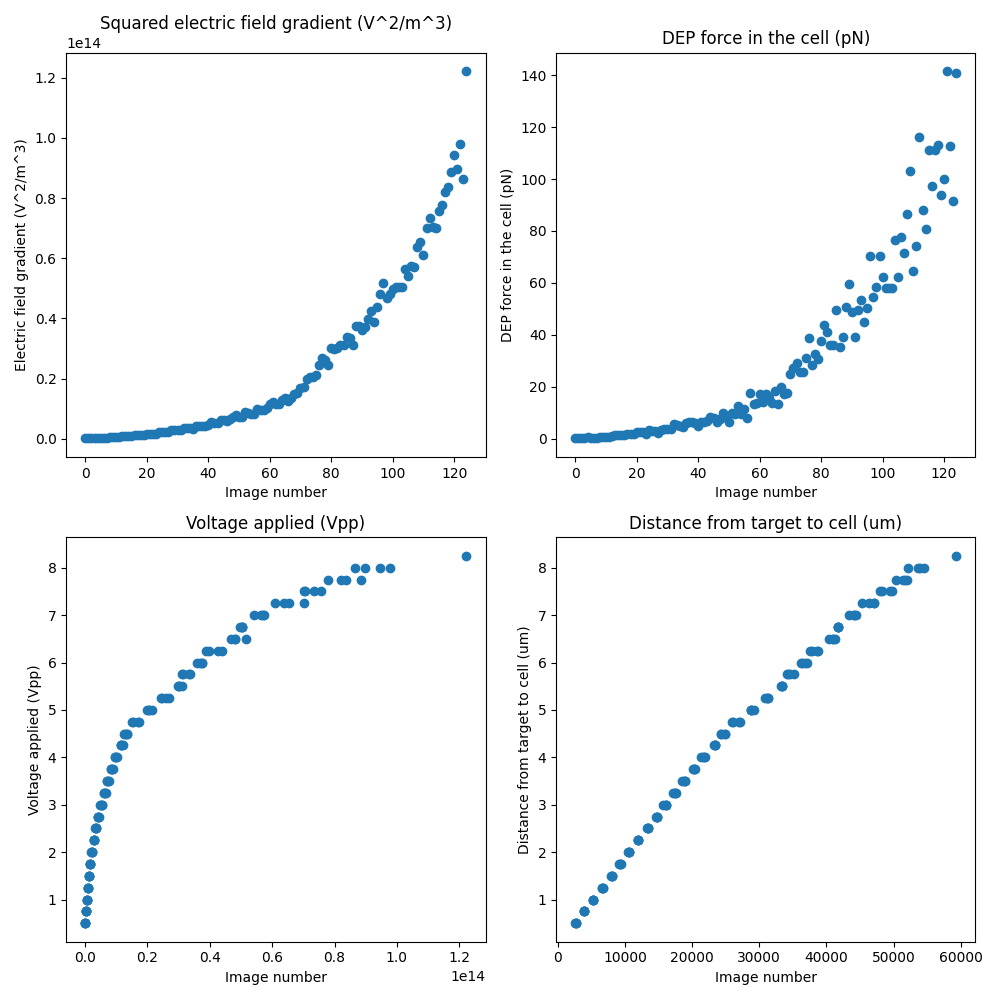 Squared electric field gradient (V^2/m^3)
1e14
Electric field gradient (V^2/m^3)
1.2
1.0
0.8
0.6
0.4
0.2
0.0
0 20 40 60 80 100 120
Image number
DEP force in the cell (pN)
DEP force in the cell (pN)
140
120
100
80
60
40
20
0
0 20 40 60 80 100 120
Image number
Voltage applied (Vpp)
Voltage applied (Vpp)
8
7
6
5
4
3
2
1
0.0 0.2 0.4 0.6 0.8 1.0 1.2
Image number
1e14
Distance from target to cell (um)
Distance from target to cell (um)
8
7
6
5
4
3
2
1
0 10000 20000 30000 40000 50000 60000
Image number